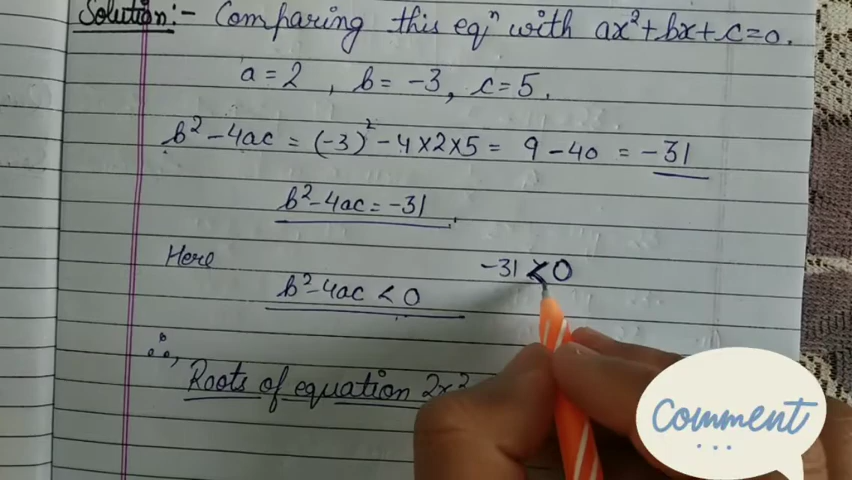 Solution:- Comparing this eqⁿ with ax²+bx+c=0.
a=2 , b=-3, c=5.
b²-4ac = (-3)²-4×2×5 = 9-40 = -31
b²-4ac=-31
Here
-31<0
b²-4ac<0
∴,
Roots of equation 2x²
Comment
...